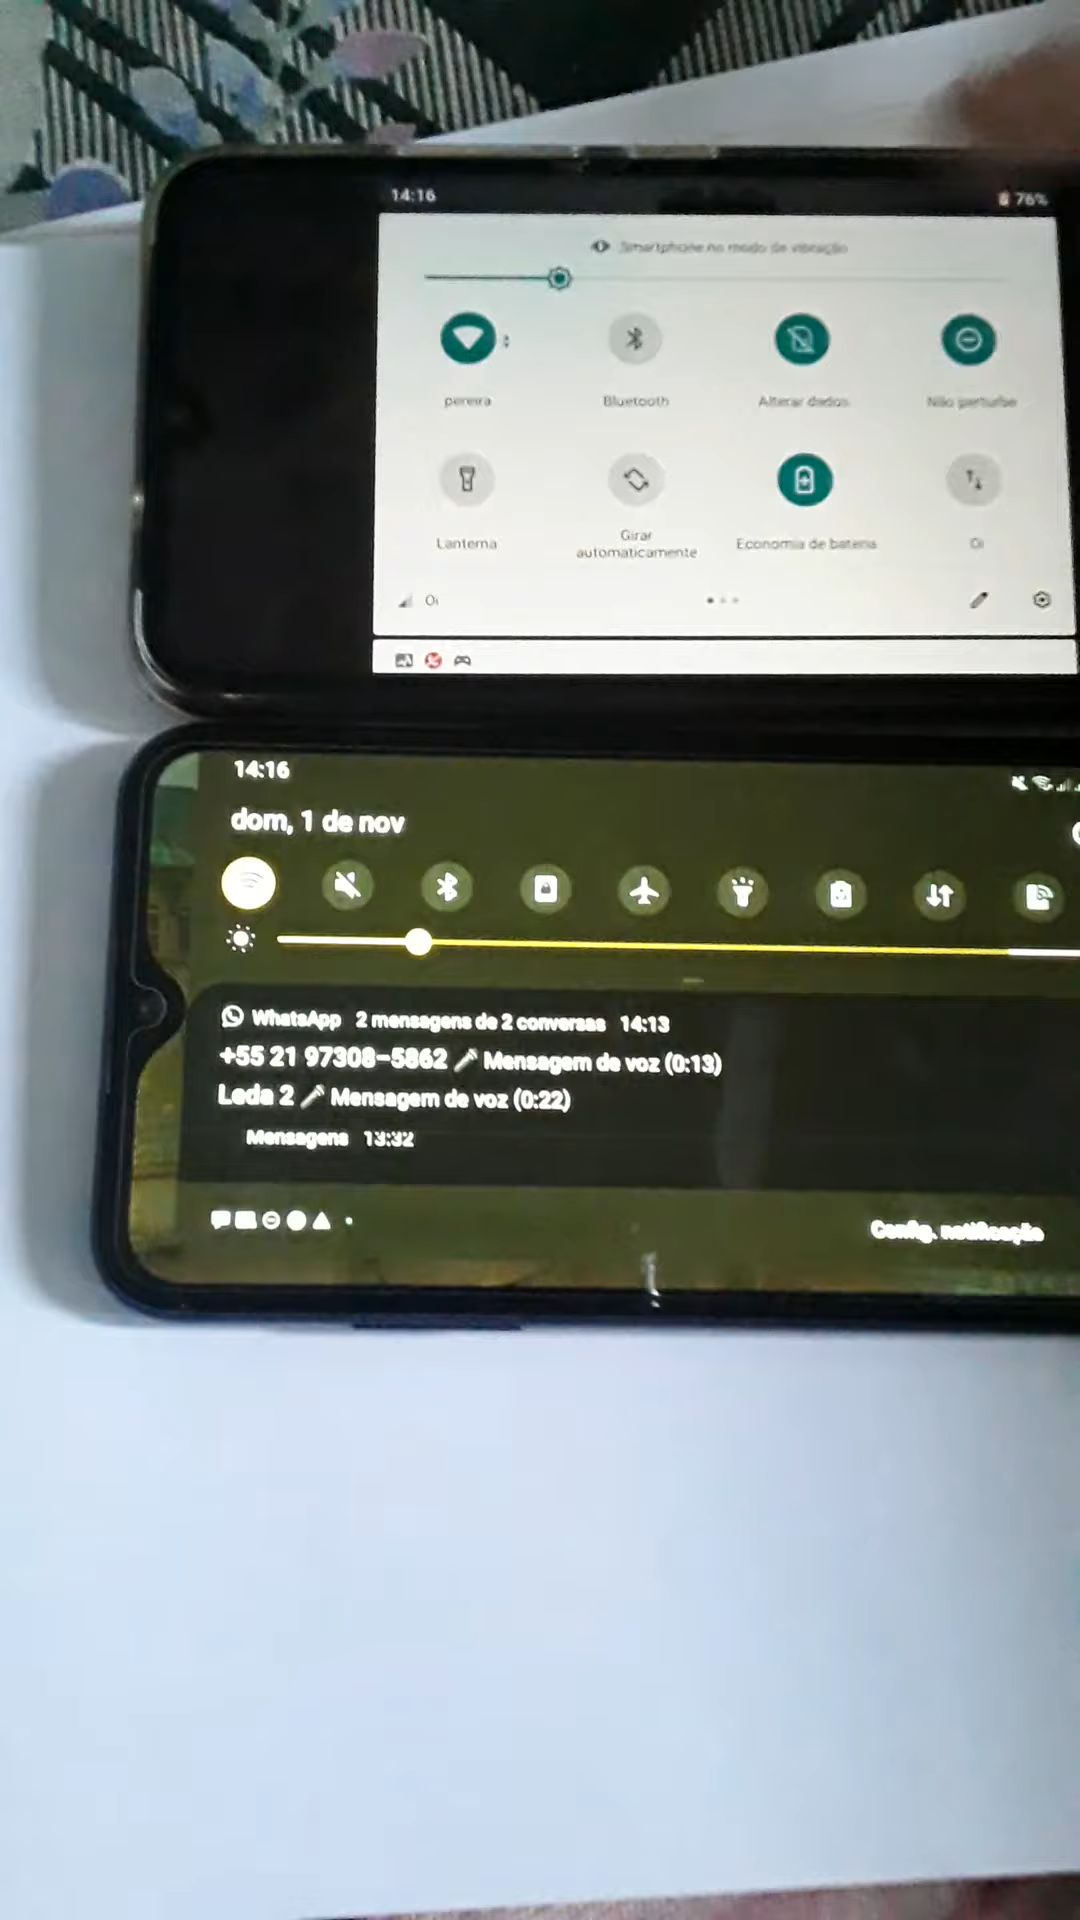 14:16
76%
Smartphone no modo de vibração
pereira
Bluetooth
Alterar dados
Não perturbe
Lanterna
Girar
automaticamente
Economia de bateria
Oi
Oi
14:16
dom, 1 de nov
WhatsApp 2 mensagens de 2 conversas 14:13
+55 21 97308-5862 🎤 Mensagem de voz (0:13)
Leda 2 🎤 Mensagem de voz (0:22)
Mensagens 13:32
Config. notificação